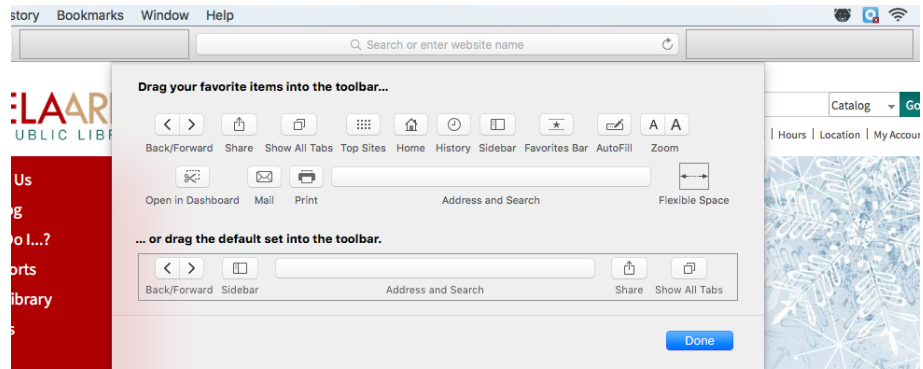 story Bookmarks Window Help
Search or enter website name
ELAAR
UBLIC LIBR
Catalog Go
Hours | Location | My Accoun
Us
og
o I...?
orts
ibrary
s
Drag your favorite items into the toolbar...
Back/Forward Share Show All Tabs Top Sites Home History Sidebar Favorites Bar AutoFill A A Zoom
Open in Dashboard Mail Print Address and Search Flexible Space
... or drag the default set into the toolbar.
Back/Forward Sidebar Address and Search Share Show All Tabs
Done